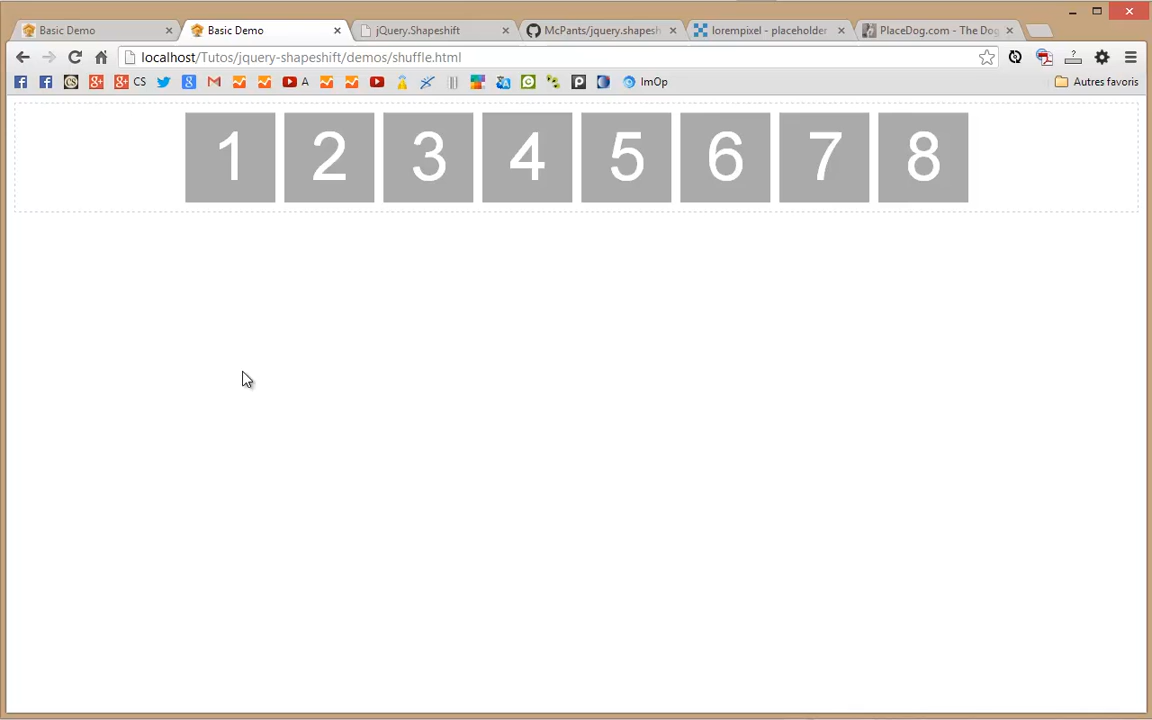 Basic Demo
Basic Demo
jQuery.Shapeshift
McPants/jquery.shapesh
lorempixel - placeholder
PlaceDog.com - The Dog
localhost/Tutos/jquery-shapeshift/demos/shuffle.html
CS
A
ImOp
Autres favoris
1 2 3 4 5 6 7 8